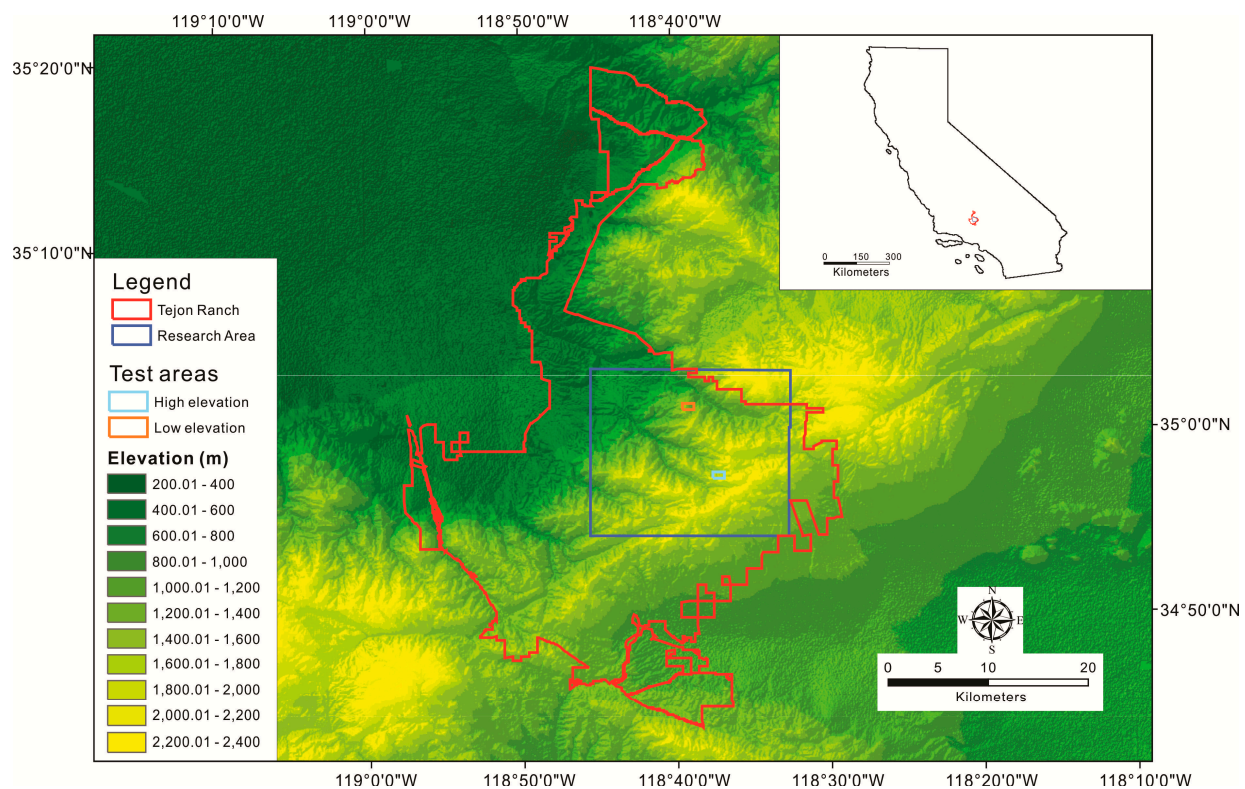 119°10'0"W 119°0'0"W 118°50'0"W 118°40'0"W
35°20'0"N
35°10'0"N
0 150 300
Kilometers
Legend
Tejon Ranch
Research Area
Test areas
High elevation
Low elevation
Elevation (m)
200.01 - 400
400.01 - 600
600.01 - 800
800.01 - 1,000
1,000.01 - 1,200
1,200.01 - 1,400
1,400.01 - 1,600
1,600.01 - 1,800
1,800.01 - 2,000
2,000.01 - 2,200
2,200.01 - 2,400
35°0'0"N
34°50'0"N
N
W E
S
0 5 10 20
Kilometers
119°0'0"W 118°50'0"W 118°40'0"W 118°30'0"W 118°20'0"W 118°10'0"W